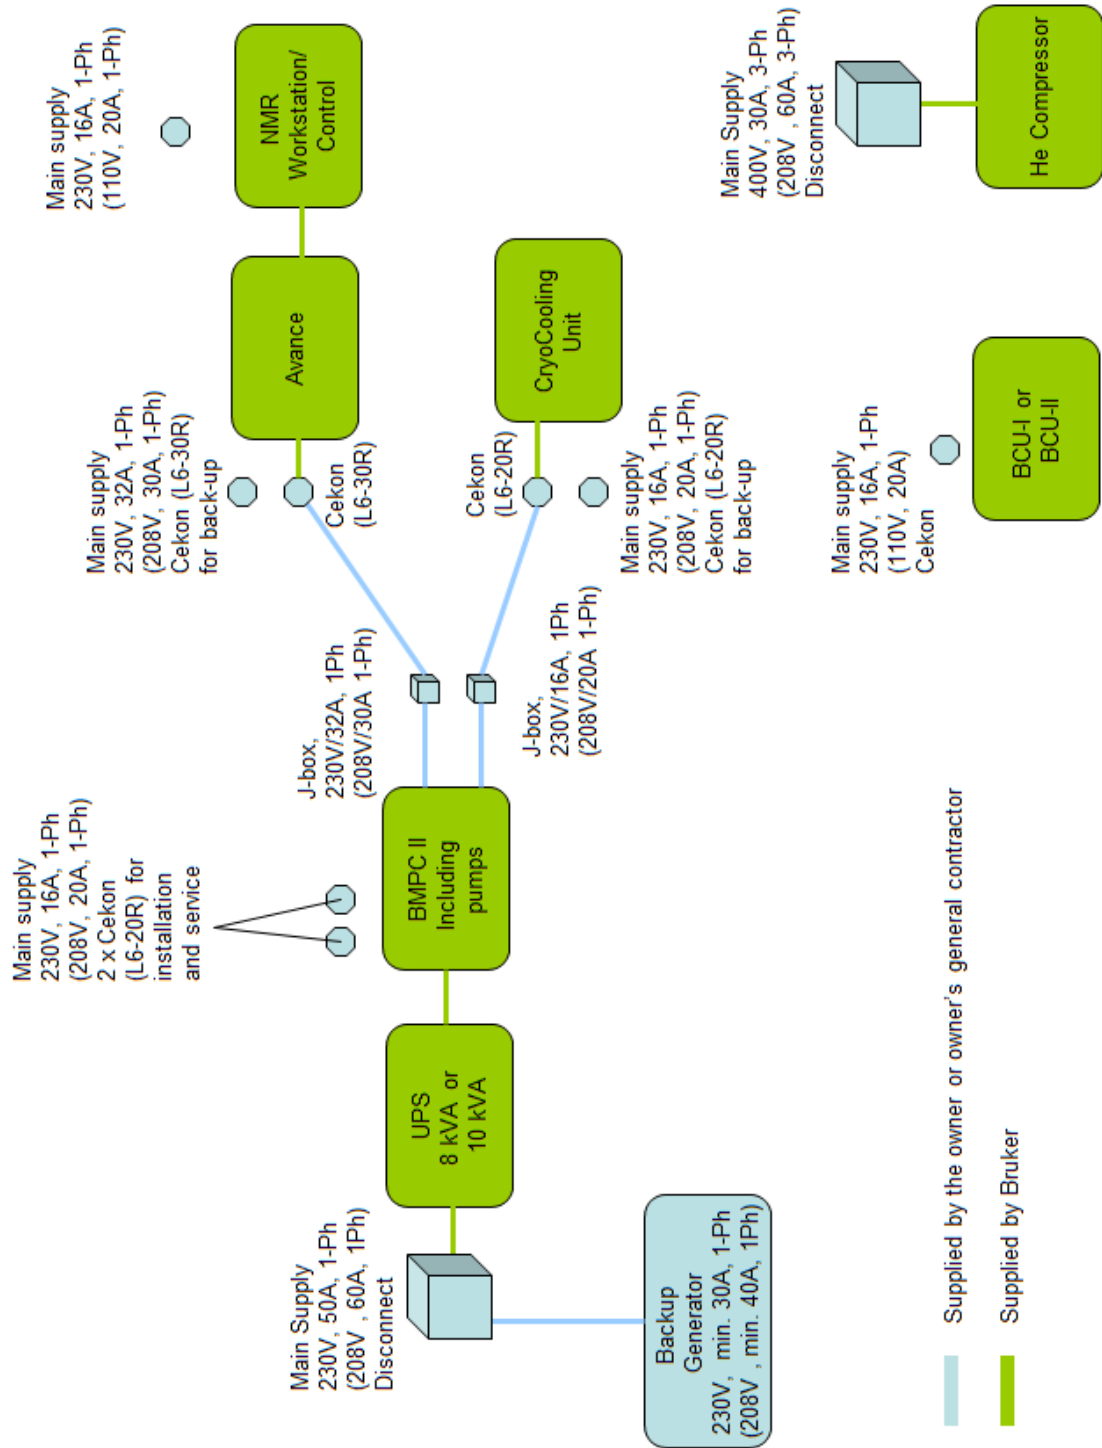 Main supply
230V, 16A, 1-Ph
(208V, 20A, 1-Ph)
2 x Cekon
(L6-20R) for
installation
and service
Main supply
230V, 32A, 1-Ph
(208V, 30A, 1-Ph)
Cekon (L6-30R)
for back-up
Main supply
230V, 16A, 1-Ph
(110V, 20A, 1-Ph)
Main Supply
230V, 50A, 1-Ph
(208V , 60A, 1Ph)
Disconnect
UPS
8 kVA or
10 kVA
BMPC II
Including
pumps
J-box,
230V/32A, 1Ph
(208V/30A 1-Ph)
Cekon
(L6-30R)
Avance
NMR
Workstation/
Control
J-box,
230V/16A, 1Ph
(208V/20A 1-Ph)
Cekon
(L6-20R)
CryoCooling
Unit
Main supply
230V, 16A, 1-Ph
(208V, 20A, 1-Ph)
Cekon (L6-20R)
for back-up
Backup
Generator
230V, min. 30A, 1-Ph
(208V , min. 40A, 1Ph)
Main Supply
400V, 30A, 3-Ph
(208V , 60A, 3-Ph)
Disconnect
Main supply
230V, 16A, 1-Ph
(110V, 20A)
Cekon
BCU-I or
BCU-II
He Compressor
Supplied by the owner or owner's general contractor
Supplied by Bruker